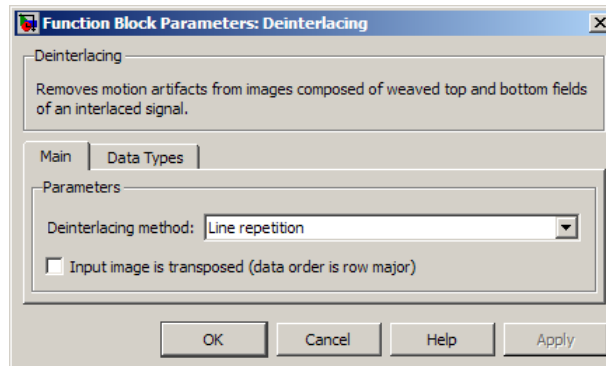 Function Block Parameters: Deinterlacing
Deinterlacing
Removes motion artifacts from images composed of weaved top and bottom fields
of an interlaced signal.
Main Data Types
Parameters
Deinterlacing method: Line repetition
Input image is transposed (data order is row major)
OK Cancel Help Apply